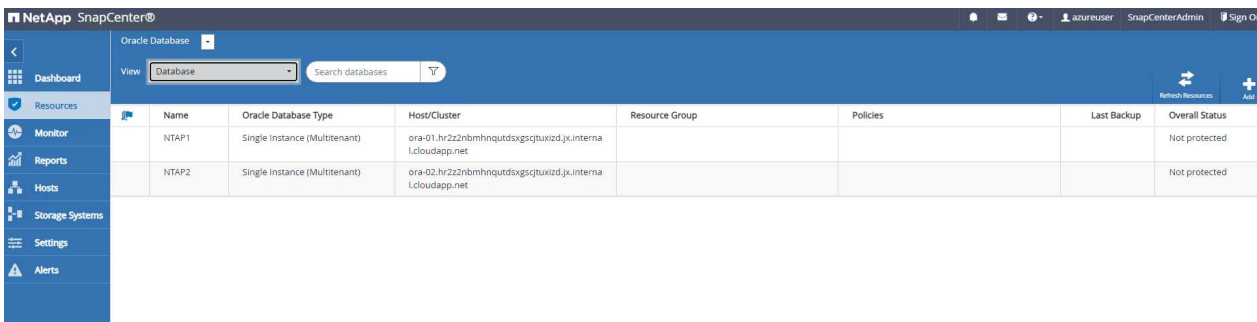 NetApp SnapCenter®
azureuser SnapCenterAdmin Sign O
Oracle Database
View Database Search databases
Refresh Resources Add
Dashboard
Resources
Monitor
Reports
Hosts
Storage Systems
Settings
Alerts
Name Oracle Database Type Host/Cluster Resource Group Policies Last Backup Overall Status
NTAP1 Single Instance (Multitenant) ora-01.hr2z2nbmhnqutdsxgscjtuxizd.jx.interna Not protected
l.cloudapp.net
NTAP2 Single Instance (Multitenant) ora-02.hr2z2nbmhnqutdsxgscjtuxizd.jx.interna Not protected
l.cloudapp.net